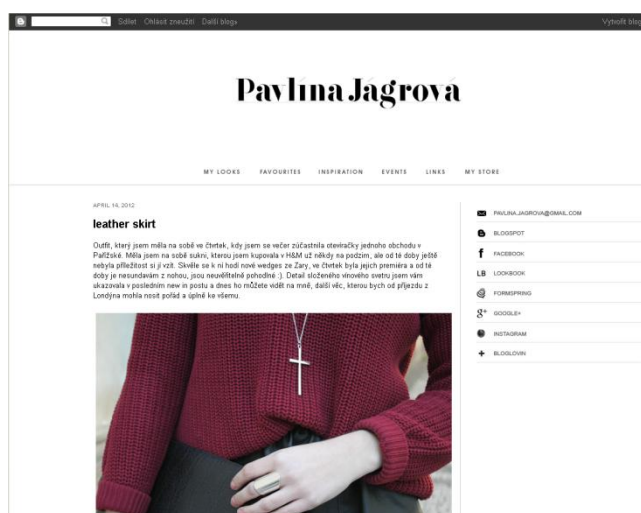 Sdílet Ohlásit zneužití Další blog»
Vytvořit blog
Pavlína Jágrová
MY LOOKS FAVOURITES INSPIRATION EVENTS LINKS MY STORE
APRIL 14, 2012
leather skirt
Outfit, který jsem měla na sobě ve čtvrtek, kdy jsem se večer zúčastnila otevíračky jednoho obchodu v
Pařížské. Měla jsem na sobě sukni, kterou jsem kupovala v H&M už někdy na podzim, ale od té doby ještě
nebyla příležitost si jí vzít. Skvěle se k ní hodí nové wedges ze Zary, ve čtvrtek byla jejich premiéra a od té
doby je nesundavám z nohou, jsou neuvěřitelně pohodlné :). Detail složeného vínového svetru jsem vám
ukazovala v posledním new in postu a dnes ho můžete vidět na mně, další věc, kterou bych od příjezdu z
Londýna mohla nosit pořád a úplně ke všemu.
PAVLINA.JAGROVA@GMAIL.COM
BLOGSPOT
f FACEBOOK
LB LOOKBOOK
FORMSPRING
g+ GOOGLE+
INSTAGRAM
+ BLOGLOVIN